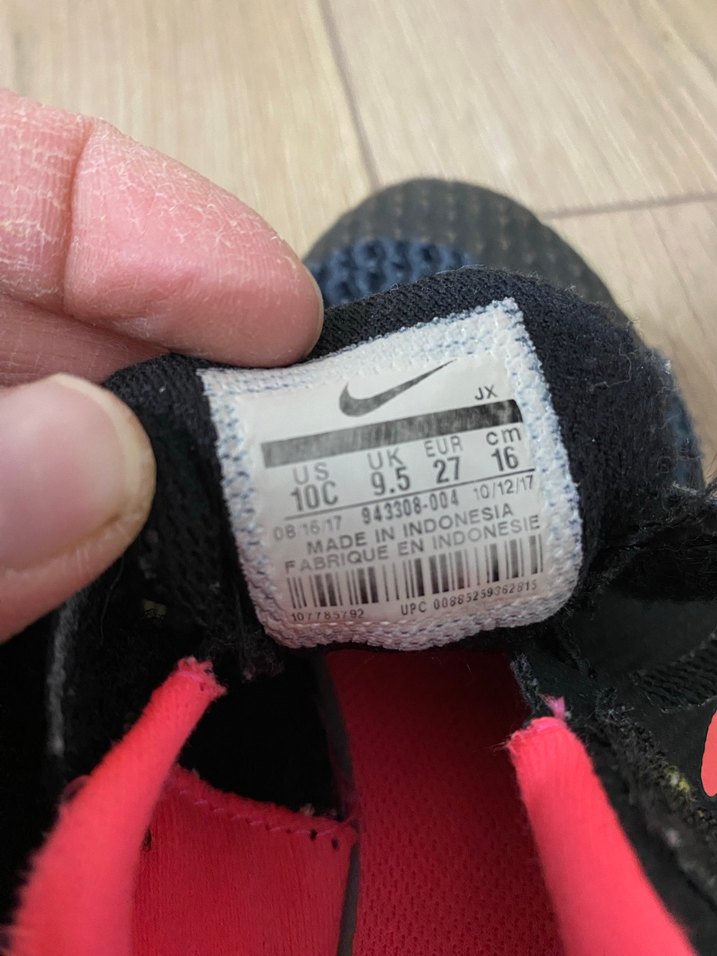 JX
US UK EUR cm
10C 9.5 27 16
08/16/17 943308-004 10/12/17
MADE IN INDONESIA
FABRIQUE EN INDONESIE
107785792 UPC 00885259362815